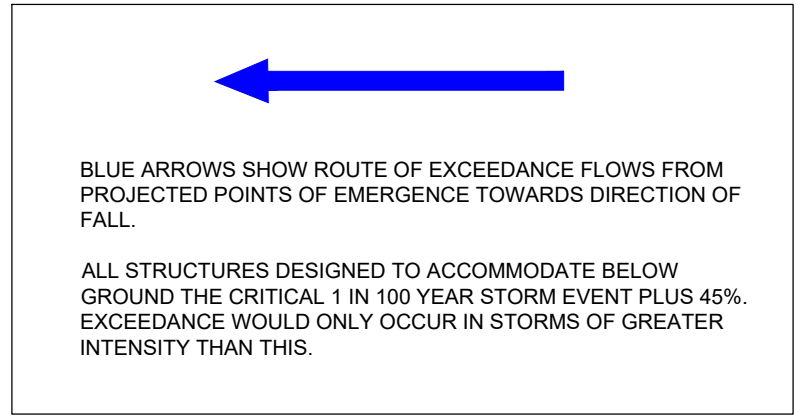 BLUE ARROWS SHOW ROUTE OF EXCEEDANCE FLOWS FROM
PROJECTED POINTS OF EMERGENCE TOWARDS DIRECTION OF
FALL.
ALL STRUCTURES DESIGNED TO ACCOMMODATE BELOW
GROUND THE CRITICAL 1 IN 100 YEAR STORM EVENT PLUS 45%.
EXCEEDANCE WOULD ONLY OCCUR IN STORMS OF GREATER
INTENSITY THAN THIS.